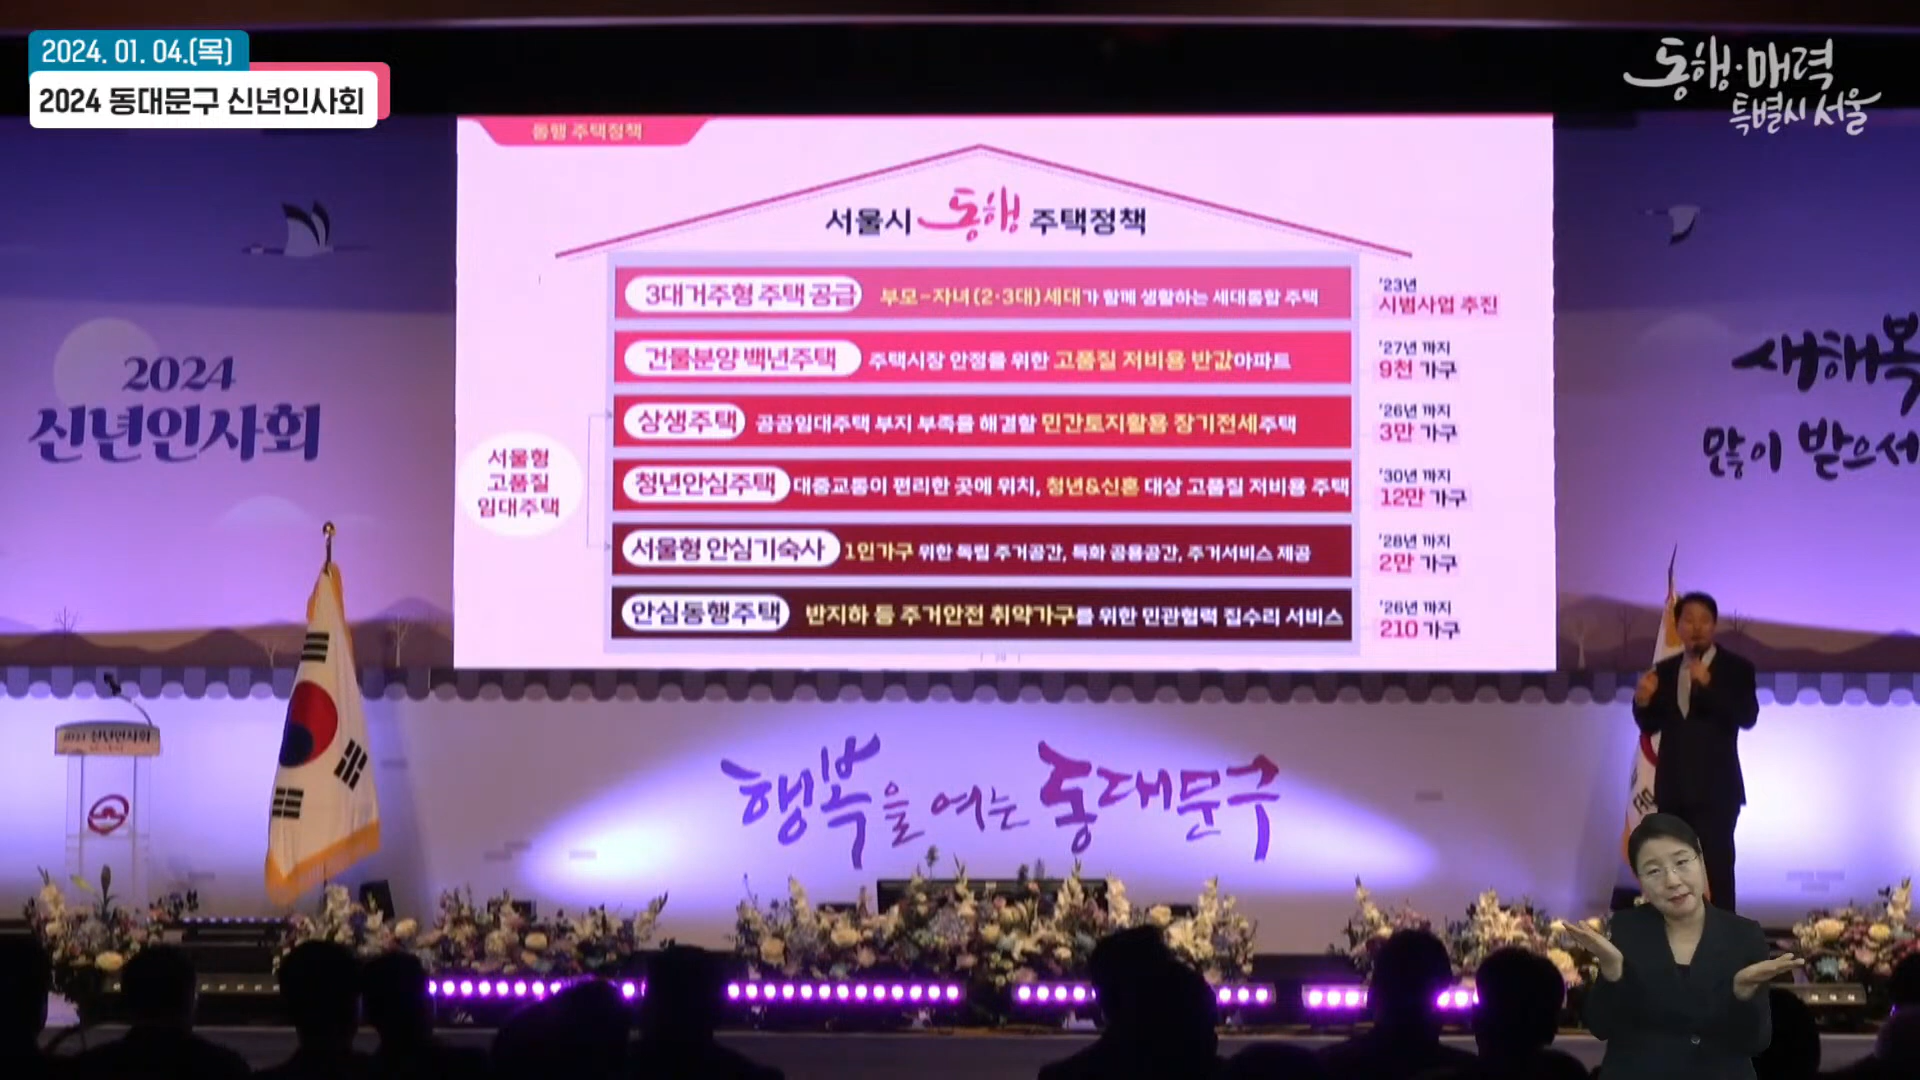 2024. 01. 04.(목)
2024 동대문구 신년인사회
동행·매력
특별시 서울
동행 주택정책
서울시 동행 주택정책
3대거주형 주택 공급 부모-자녀(2·3대)세대가 함께 생활하는 세대통합 주택
'23년
시범사업 추진
건물분양 백년주택 주택시장 안정을 위한 고품질 저비용 반값아파트
'27년 까지
9천 가구
상생주택 공공임대주택 부지 부족을 해결할 민간토지활용 장기전세주택
'26년 까지
3만 가구
청년안심주택 대중교통이 편리한 곳에 위치, 청년&신혼 대상 고품질 저비용 주택
'30년 까지
12만 가구
서울형 안심기숙사 1인가구 위한 독립 주거공간, 특화 공용공간, 주거서비스 제공
'28년 까지
2만 가구
안심동행주택 반지하 등 주거안전 취약가구를 위한 민관협력 집수리 서비스
'26년 까지
210 가구
서울형
고품질
임대주택
2024
신년인사회
새해복
많이 받으세
2024 신년인사회
행복을 여는 동대문구